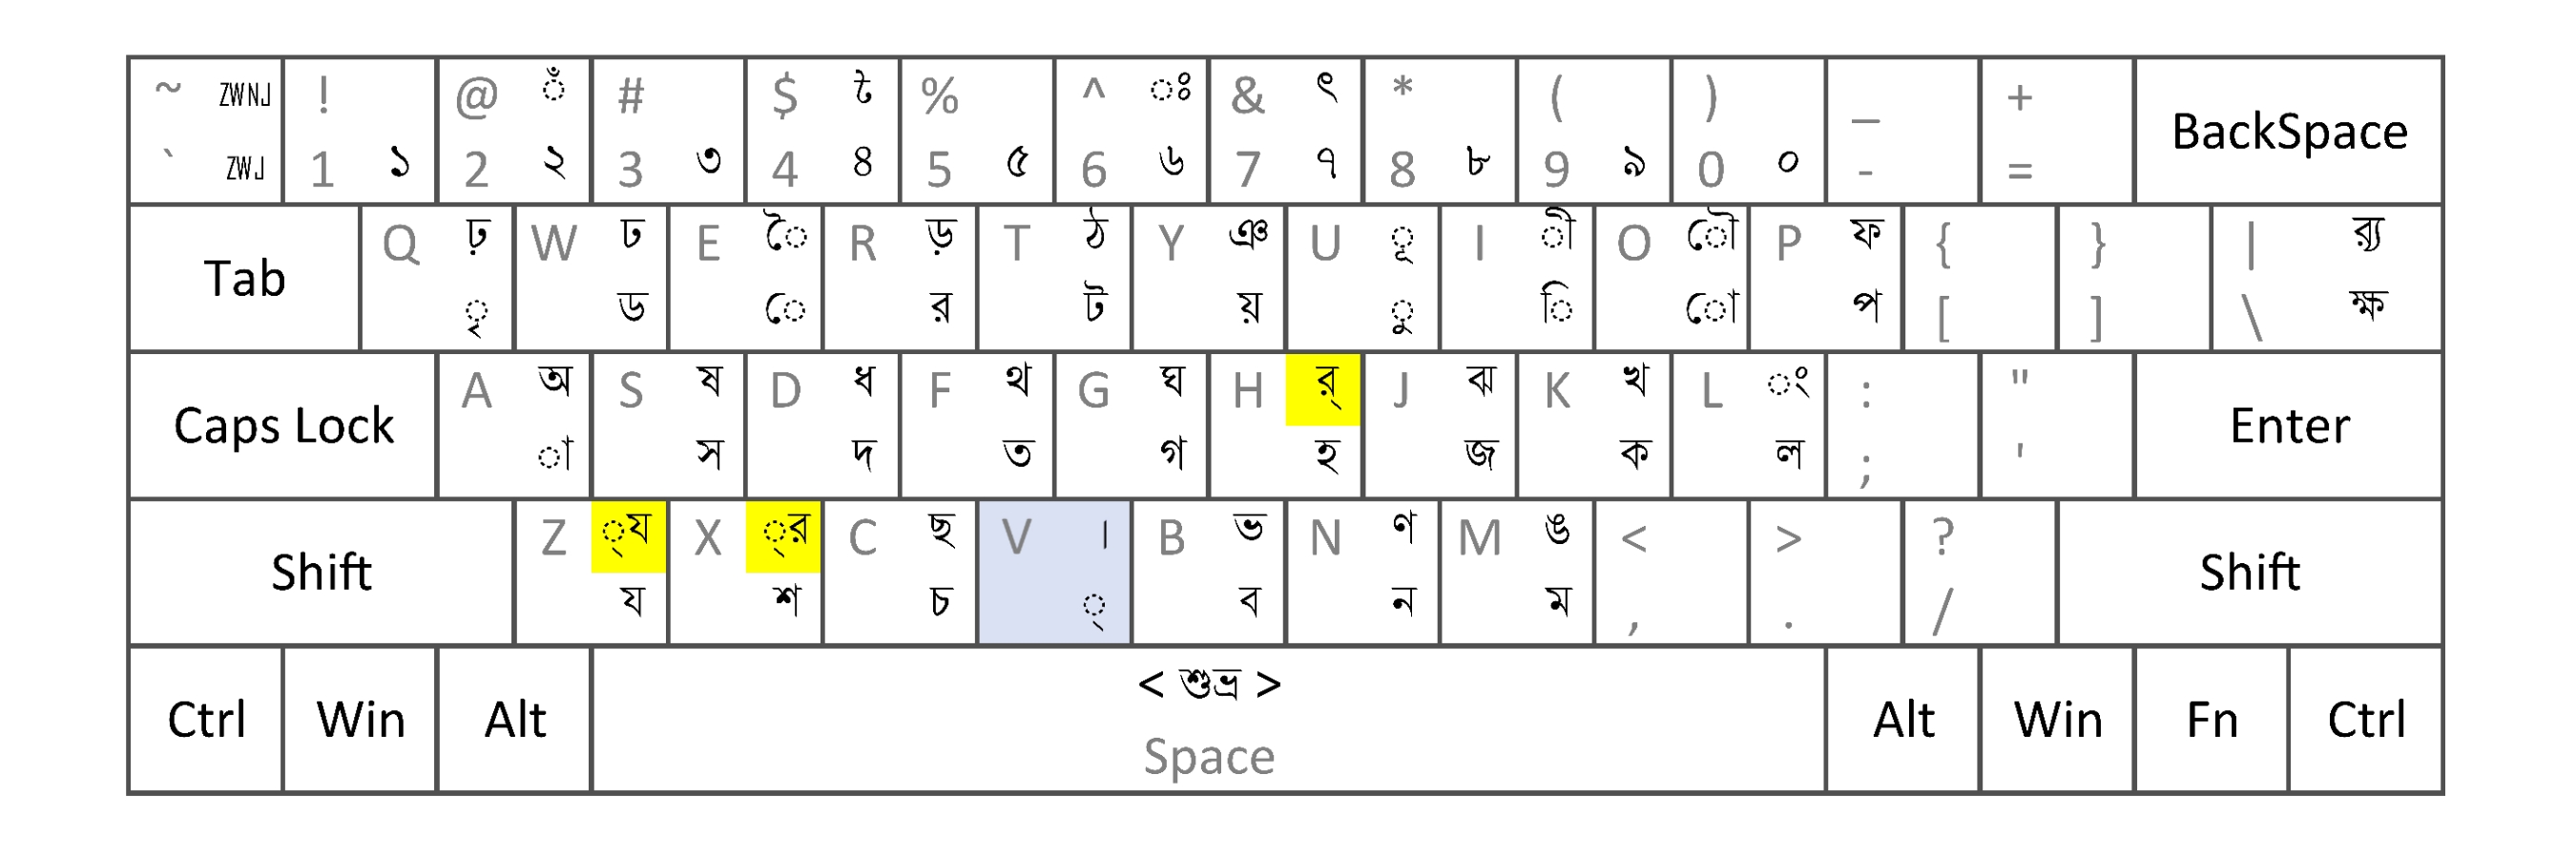 ~ ZWNJ ! @ ঁ # $ ৳ % ^ ঃ & ৎ * ( ) _ + BackSpace
` ZWJ 1 ১ 2 ২ 3 ৩ 4 ৪ 5 ৫ 6 ৬ 7 ৭ 8 ৮ 9 ৯ 0 ০ - =
Tab Q ঢ় W ঢ E ৈ R ড় T ঠ Y ঞ U ূ I ী O ৌ P ফ { } | র‍্য
ৃ ড ে র ট য় ু ি ো প [ ] \ ক্ষ
Caps Lock A অ S ষ D ধ F থ G ঘ H র্ J ঝ K খ L ং : " Enter
া স দ ত গ হ জ ক ল ; '
Shift Z ্য X ্র C ছ V । B ভ N ণ M ঙ < > ? Shift
য শ চ ্ ব ন ম , . /
Ctrl Win Alt < শুভ্র > Alt Win Fn Ctrl
Space